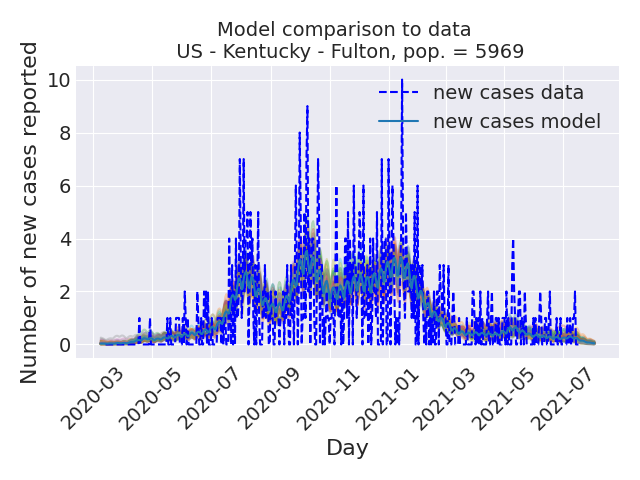 Model comparison to data
US - Kentucky - Fulton, pop. = 5969
Number of new cases reported
10
8
6
4
2
0
new cases data
new cases model
2020-03
2020-05
2020-07
2020-09
2020-11
2021-01
2021-03
2021-05
2021-07
Day